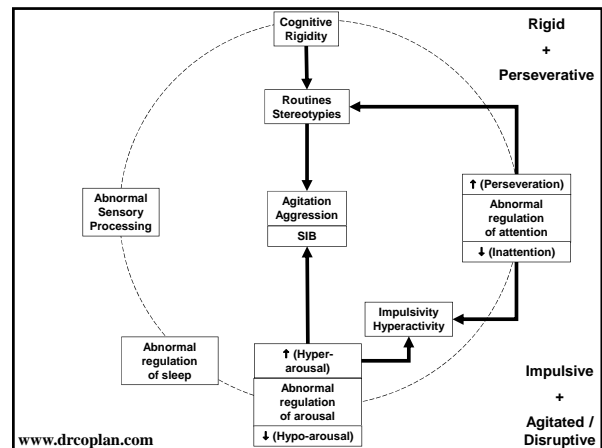 Cognitive
Rigidity
Rigid
+
Perseverative
Routines
Stereotypies
↑ (Perseveration)
Abnormal
regulation
of attention
↓ (Inattention)
Abnormal
Sensory
Processing
Agitation
Aggression
SIB
Impulsivity
Hyperactivity
Abnormal
regulation
of sleep
↑ (Hyper-
arousal)
Abnormal
regulation
of arousal
↓ (Hypo-arousal)
Impulsive
+
Agitated /
Disruptive
www.drcoplan.com